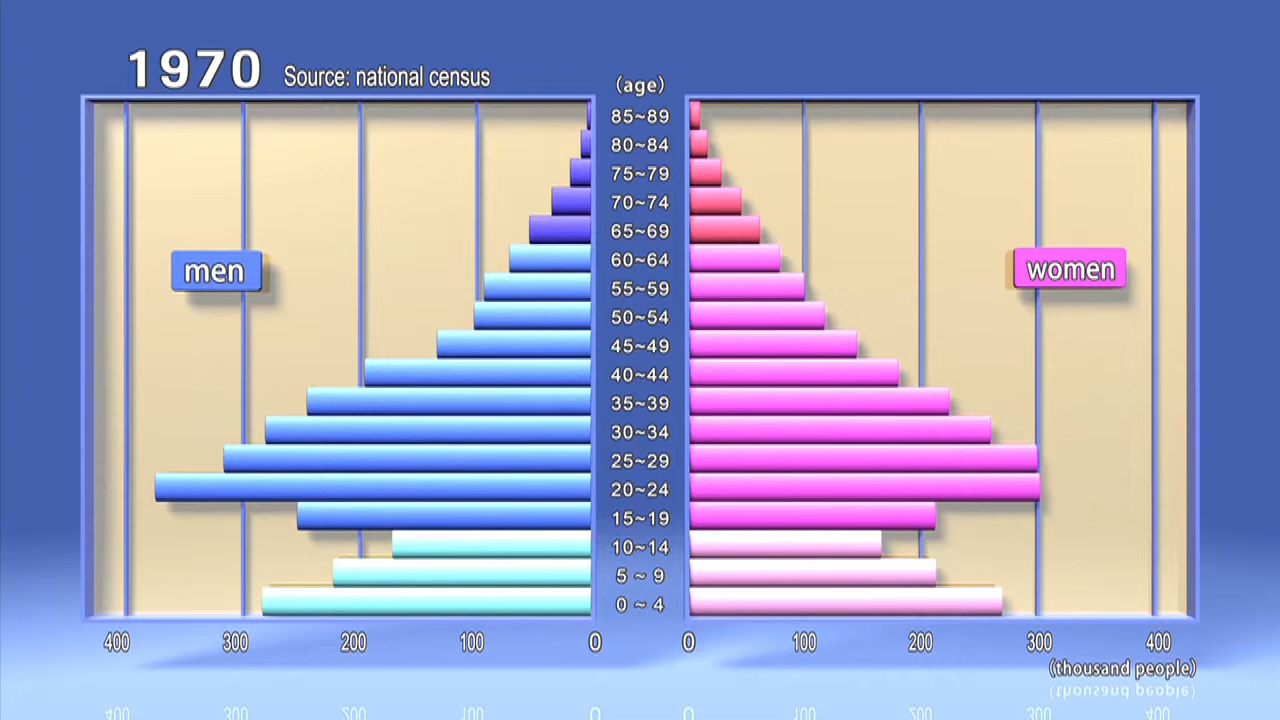 1970 Source: national census
(age)
85~89
80~84
75~79
70~74
65~69
60~64
men
women
55~59
50~54
45~49
40~44
35~39
30~34
25~29
20~24
15~19
10~14
5 ~ 9
0 ~ 4
400 300 200 100 0 0 100 200 300 400
(thousand people)